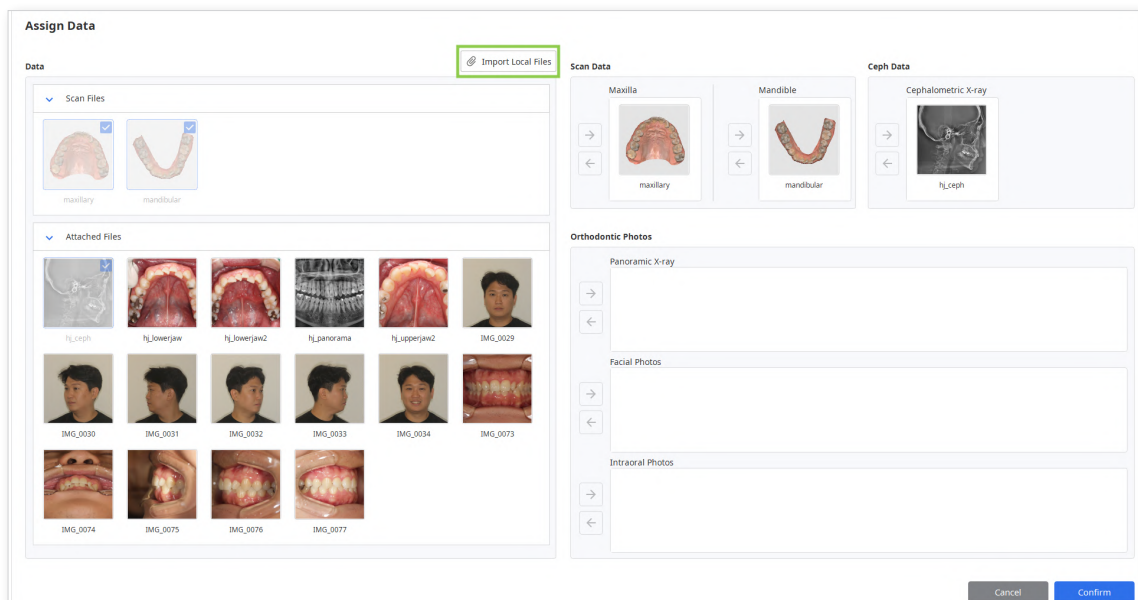 Assign Data
Data
Import Local Files
Scan Files
maxillary
mandibular
Attached Files
hj_ceph
hj_lowerjaw
hj_lowerjaw2
hj_panorama
hj_upperjaw2
IMG_0029
IMG_0030
IMG_0031
IMG_0032
IMG_0033
IMG_0034
IMG_0073
IMG_0074
IMG_0075
IMG_0076
IMG_0077
Scan Data
Maxilla
Mandible
maxillary
mandibular
Ceph Data
Cephalometric X-ray
hj_ceph
Orthodontic Photos
Panoramic X-ray
Facial Photos
Intraoral Photos
Cancel
Confirm